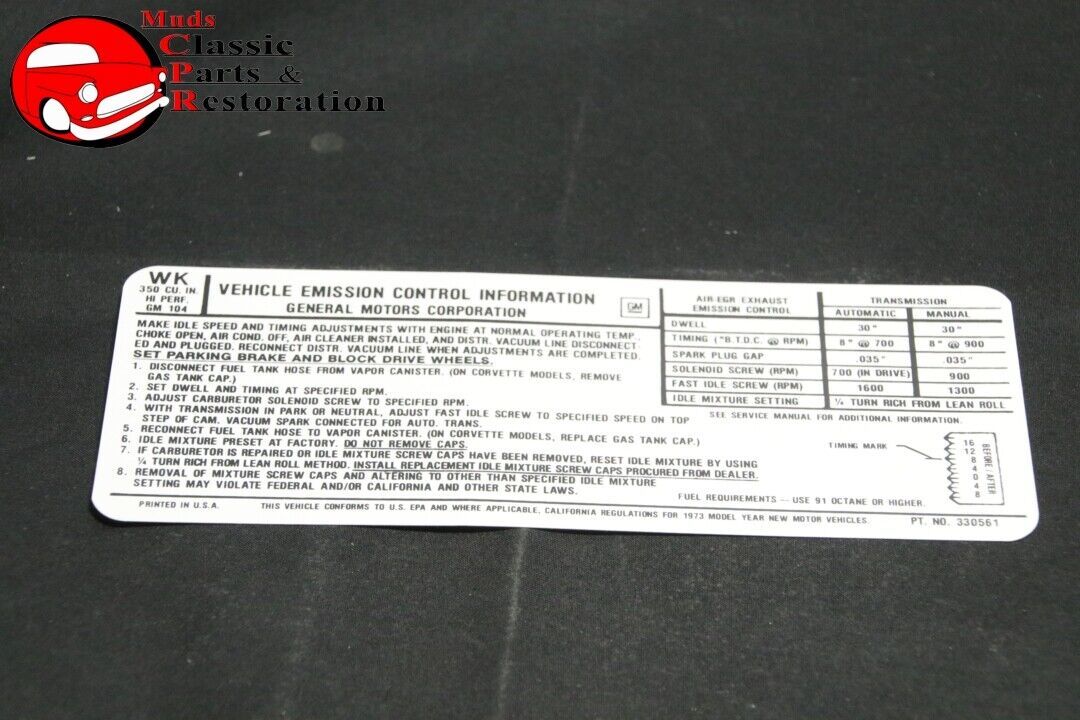 Muds
Classic
Parts &
Restoration
WK
350 CU. IN.
HI PERF.
GM 104
VEHICLE EMISSION CONTROL INFORMATION
GENERAL MOTORS CORPORATION
GM
MAKE IDLE SPEED AND TIMING ADJUSTMENTS WITH ENGINE AT NORMAL OPERATING TEMP.,
CHOKE OPEN, AIR COND. OFF, AIR CLEANER INSTALLED, AND DISTR. VACUUM LINE DISCONNECT-
ED AND PLUGGED. RECONNECT DISTR. VACUUM LINE WHEN ADJUSTMENTS ARE COMPLETED.
SET PARKING BRAKE AND BLOCK DRIVE WHEELS.
1. DISCONNECT FUEL TANK HOSE FROM VAPOR CANISTER. (ON CORVETTE MODELS, REMOVE
GAS TANK CAP.)
2. SET DWELL AND TIMING AT SPECIFIED RPM.
3. ADJUST CARBURETOR SOLENOID SCREW TO SPECIFIED RPM.
4. WITH TRANSMISSION IN PARK OR NEUTRAL, ADJUST FAST IDLE SCREW TO SPECIFIED SPEED ON TOP
STEP OF CAM. VACUUM SPARK CONNECTED FOR AUTO. TRANS.
5. RECONNECT FUEL TANK HOSE TO VAPOR CANISTER. (ON CORVETTE MODELS, REPLACE GAS TANK CAP.)
6. IDLE MIXTURE PRESET AT FACTORY. DO NOT REMOVE CAPS.
7. IF CARBURETOR IS REPAIRED OR IDLE MIXTURE SCREW CAPS HAVE BEEN REMOVED, RESET IDLE MIXTURE BY USING
¼ TURN RICH FROM LEAN ROLL METHOD. INSTALL REPLACEMENT IDLE MIXTURE SCREW CAPS PROCURED FROM DEALER.
8. REMOVAL OF MIXTURE SCREW CAPS AND ALTERING TO OTHER THAN SPECIFIED IDLE MIXTURE
SETTING MAY VIOLATE FEDERAL AND/OR CALIFORNIA AND OTHER STATE LAWS.
AIR-EGR EXHAUST
EMISSION CONTROL
TRANSMISSION
AUTOMATIC MANUAL
DWELL 30° 30°
TIMING (°B.T.D.C. @ RPM) 8° @ 700 8° @ 900
SPARK PLUG GAP .035" .035"
SOLENOID SCREW (RPM) 700 (IN DRIVE) 900
FAST IDLE SCREW (RPM) 1600 1300
IDLE MIXTURE SETTING ¼ TURN RICH FROM LEAN ROLL
SEE SERVICE MANUAL FOR ADDITIONAL INFORMATION.
TIMING MARK
16
12
8
4
0
4
8
BEFORE / AFTER
FUEL REQUIREMENTS — USE 91 OCTANE OR HIGHER.
PRINTED IN U.S.A. THIS VEHICLE CONFORMS TO U.S. EPA AND WHERE APPLICABLE, CALIFORNIA REGULATIONS FOR 1973 MODEL YEAR NEW MOTOR VEHICLES. PT. NO. 330561